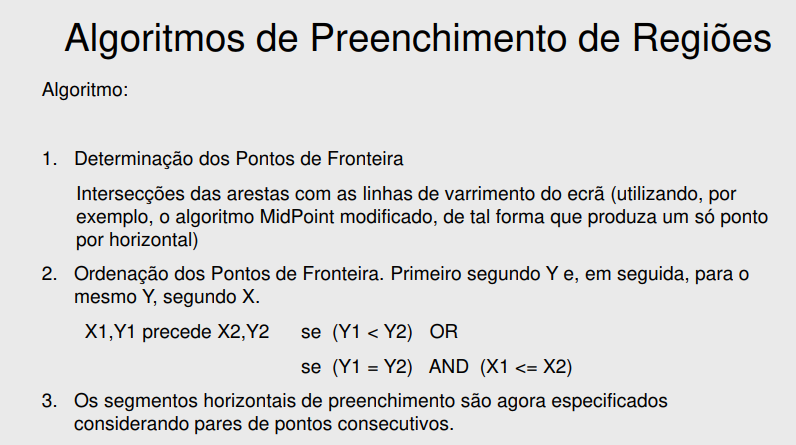 Algoritmos de Preenchimento de Regiões
Algoritmo:
1. Determinação dos Pontos de Fronteira
Intersecções das arestas com as linhas de varrimento do ecrã (utilizando, por
exemplo, o algoritmo MidPoint modificado, de tal forma que produza um só ponto
por horizontal)
2. Ordenação dos Pontos de Fronteira. Primeiro segundo Y e, em seguida, para o
mesmo Y, segundo X.
X1,Y1 precede X2,Y2 se (Y1 < Y2) OR
se (Y1 = Y2) AND (X1 <= X2)
3. Os segmentos horizontais de preenchimento são agora especificados
considerando pares de pontos consecutivos.